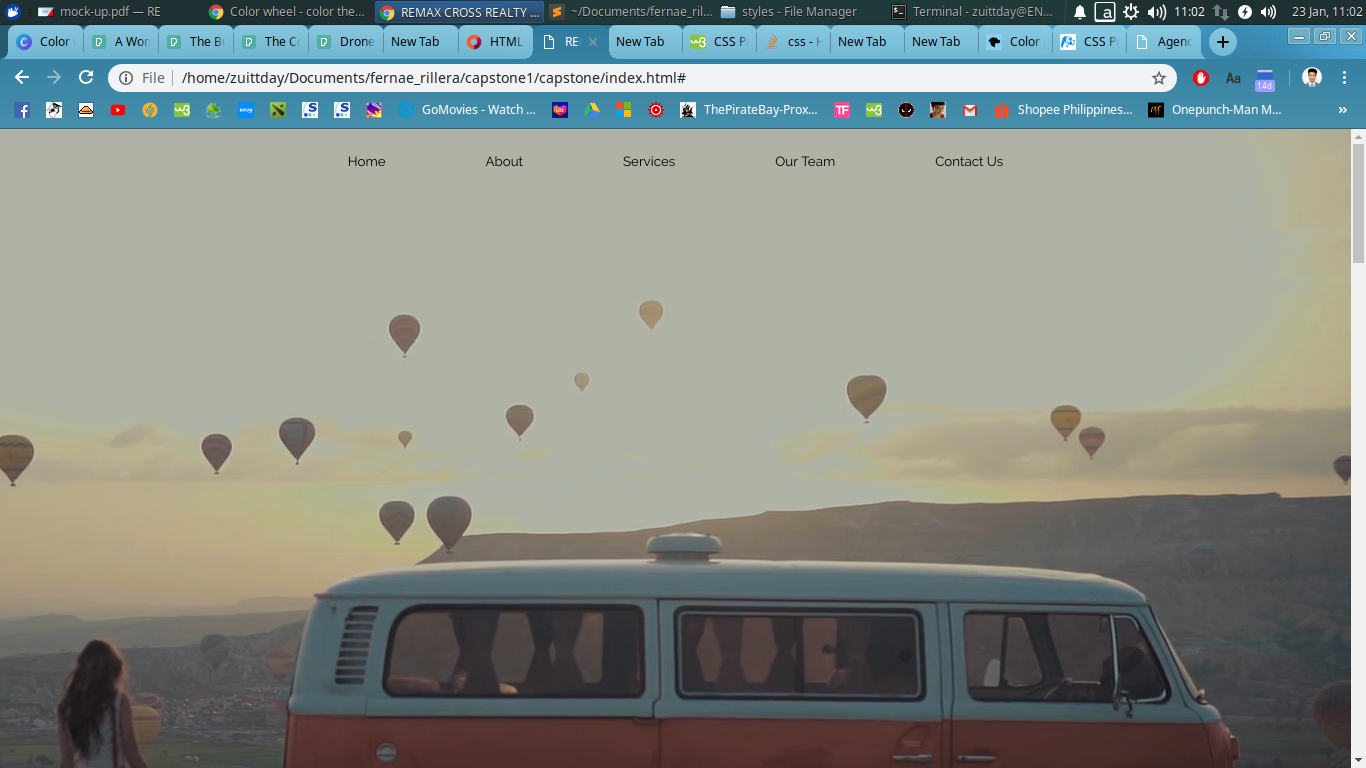 mock-up.pdf — RE
Color wheel - color the...
REMAX CROSS REALTY ...
~/Documents/fernae_ril...
styles - File Manager
Terminal - zuittday@EN...
a
11:02
23 Jan, 11:02
Color
A Wor
The B
The C
Drone
New Tab
HTML
RE
New Tab
CSS P
css - H
New Tab
New Tab
Color
CSS P
Agenc
File
/home/zuittday/Documents/fernae_rillera/capstone1/capstone/index.html#
Aa
14d
GoMovies - Watch ...
ThePirateBay-Prox...
TF
Shopee Philippines...
Onepunch-Man M...
»
Home
About
Services
Our Team
Contact Us